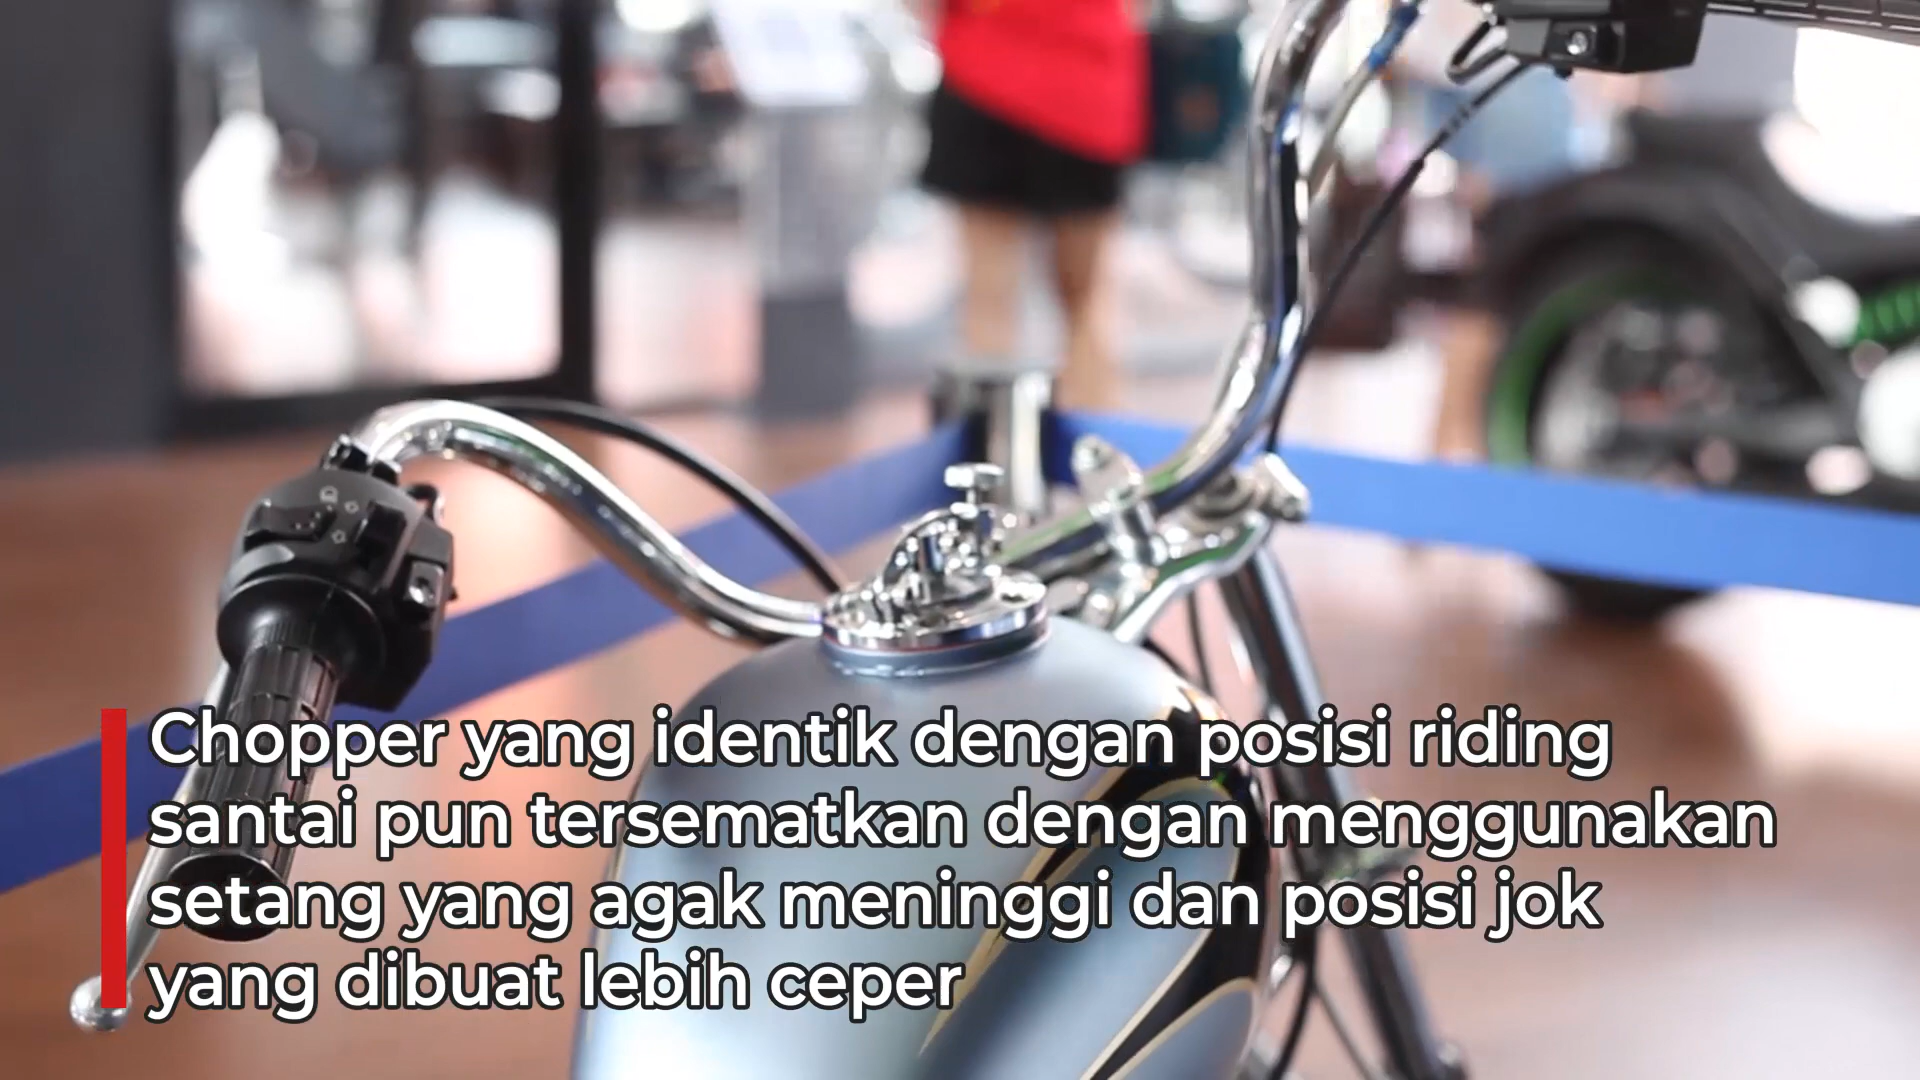 Chopper yang identik dengan posisi riding
santai pun tersematkan dengan menggunakan
setang yang agak meninggi dan posisi jok
yang dibuat lebih ceper